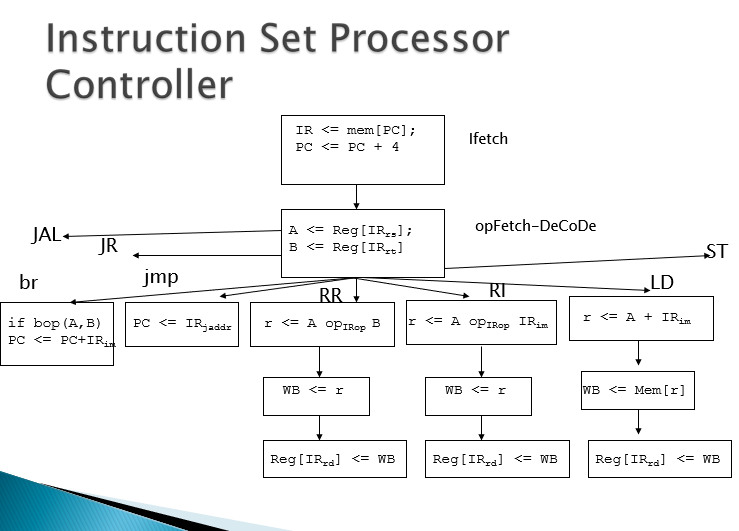 Instruction Set Processor
Controller
IR <= mem[PC];
PC <= PC + 4
Ifetch
A <= Reg[IRrs];
B <= Reg[IRrt]
opFetch-DeCoDe
JAL
JR
ST
br
jmp
RR
RI
LD
if bop(A,B)
PC <= PC+IRim
PC <= IRjaddr
r <= A opIRop B
r <= A opIRop IRim
r <= A + IRim
WB <= r
WB <= r
WB <= Mem[r]
Reg[IRrd] <= WB
Reg[IRrd] <= WB
Reg[IRrd] <= WB